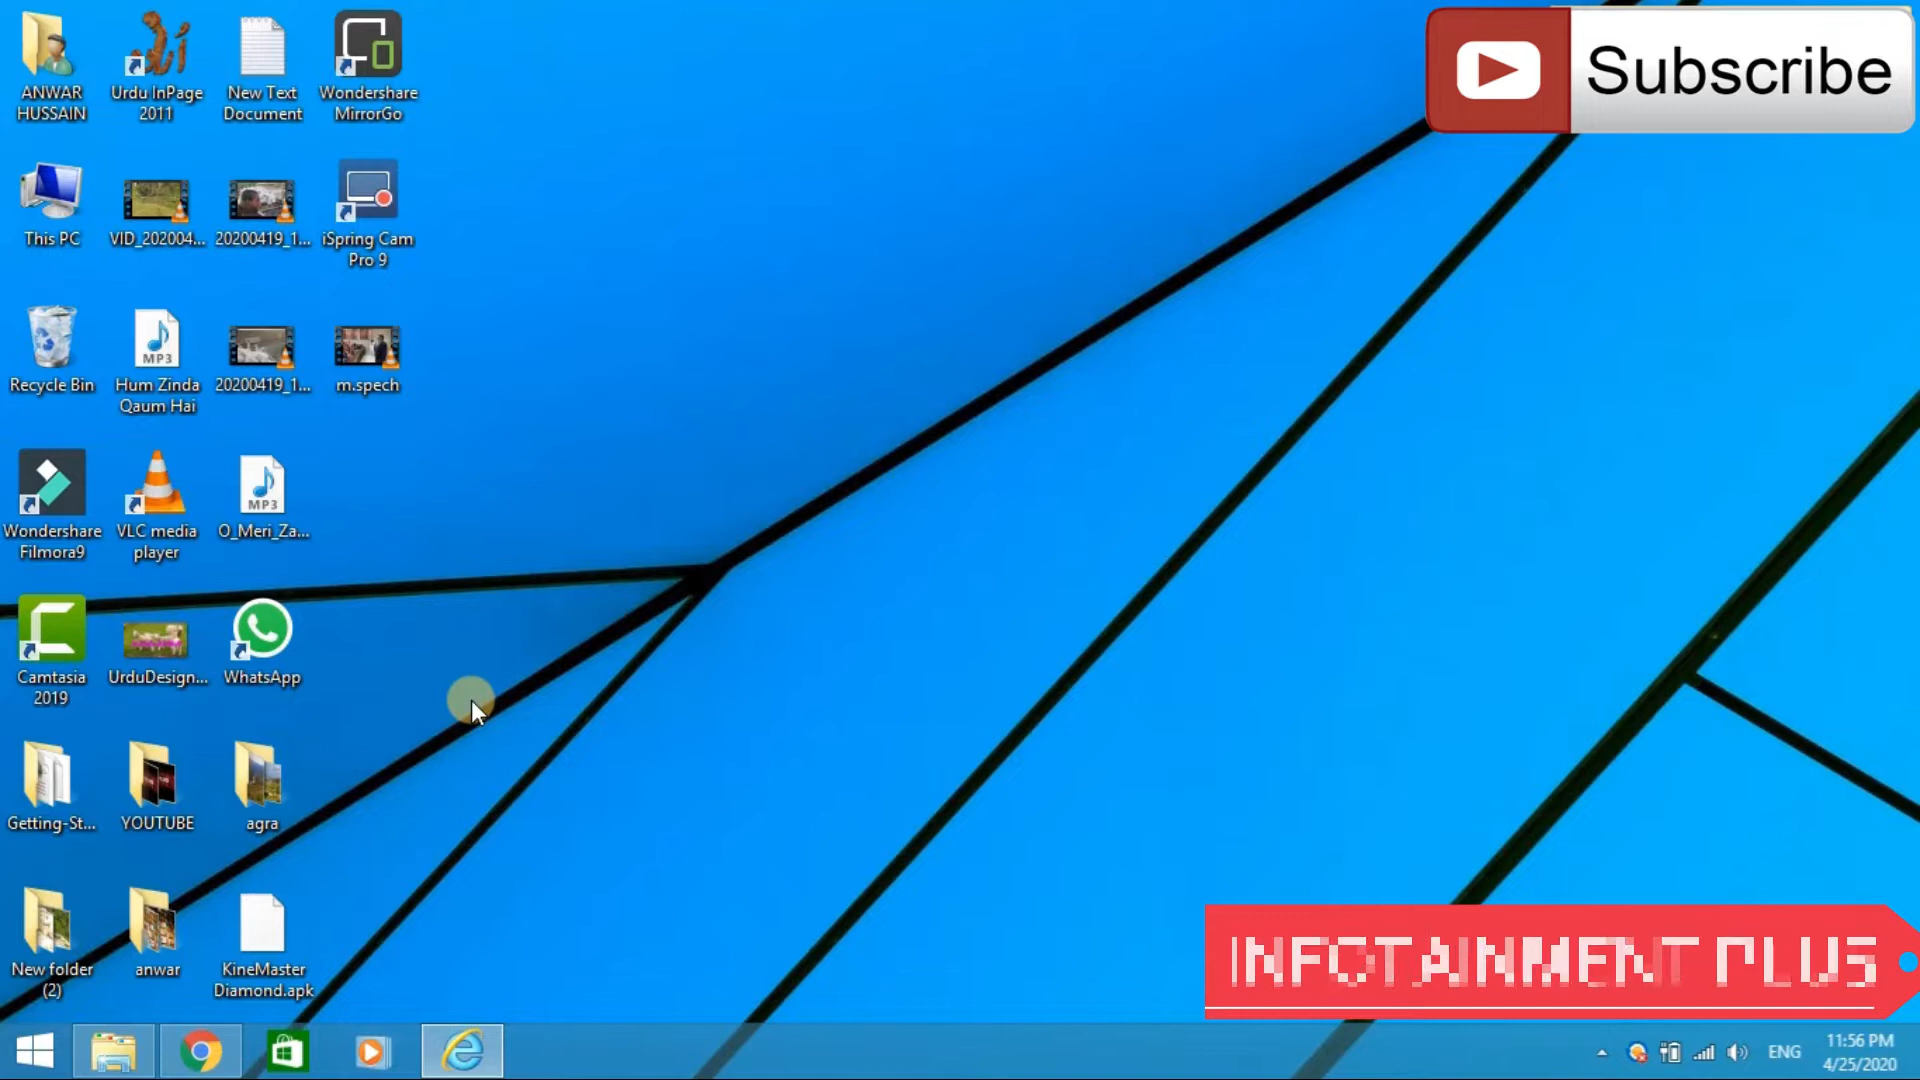 Subscribe
ANWAR
HUSSAIN
Urdu InPage
2011
New Text
Document
Wondershare
MirrorGo
This PC
VID_202004...
20200419_1...
iSpring Cam
Pro 9
Recycle Bin
MP3
Hum Zinda
Qaum Hai
20200419_1...
m.spech
Wondershare
Filmora9
VLC media
player
MP3
O_Meri_Za...
Camtasia
2019
UrduDesign...
WhatsApp
Getting-St...
YOUTUBE
agra
New folder
(2)
anwar
KineMaster
Diamond.apk
INFOTAINMENT PLUS
ENG
11:56 PM
4/25/2020